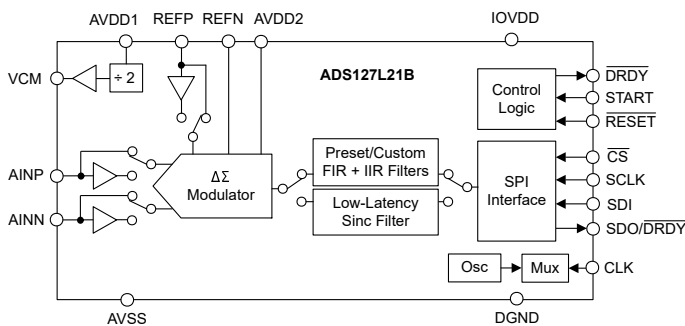 AVDD1
REFP
REFN
AVDD2
IOVDD
VCM
÷ 2
ADS127L21B
Control
Logic
DRDY
START
RESET
AINP
AINN
ΔΣ
Modulator
Preset/Custom
FIR + IIR Filters
Low-Latency
Sinc Filter
SPI
Interface
CS
SCLK
SDI
SDO/DRDY
Osc
Mux
CLK
AVSS
DGND